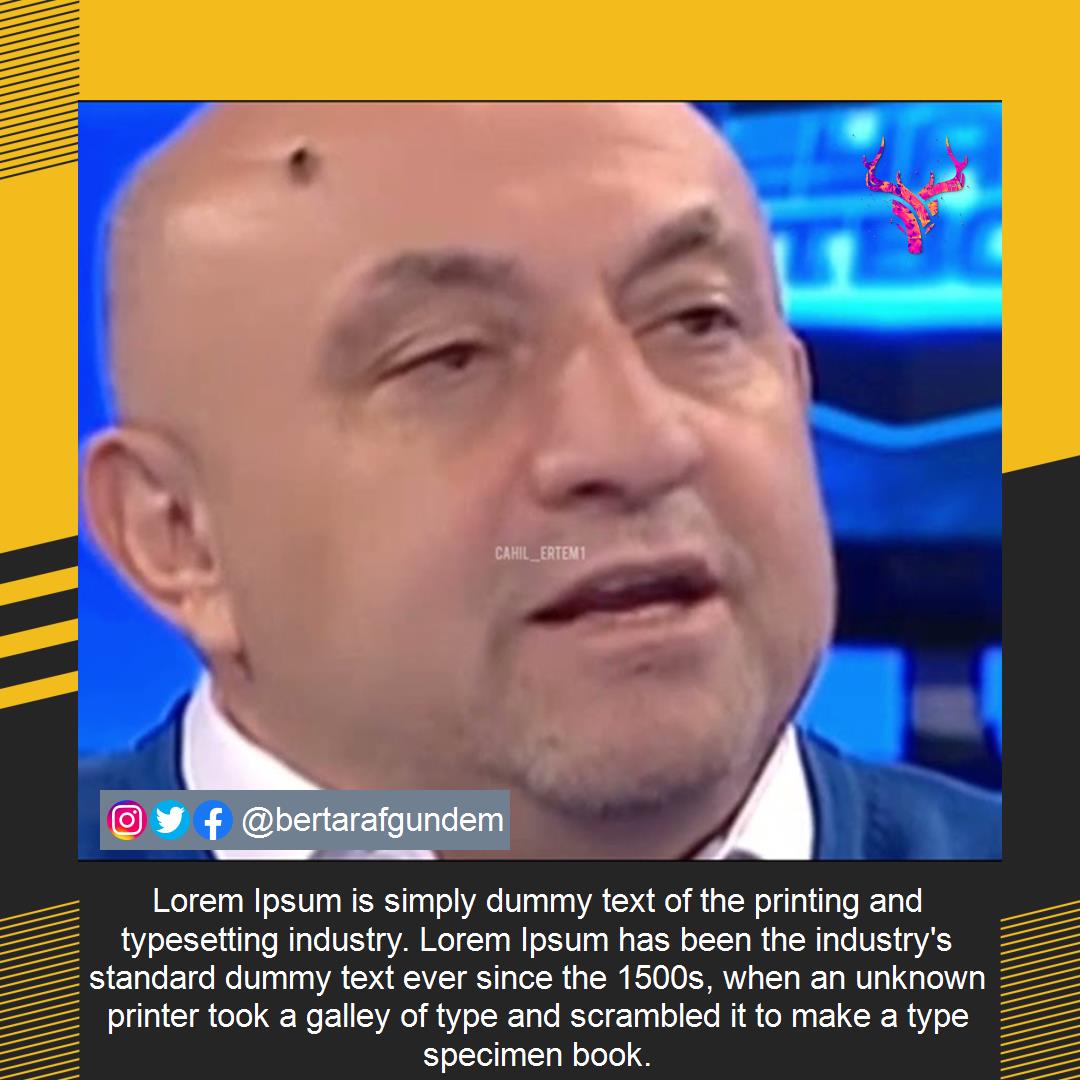 CAHIL_ERTEM1
@bertarafgundem
Lorem Ipsum is simply dummy text of the printing and
typesetting industry. Lorem Ipsum has been the industry's
standard dummy text ever since the 1500s, when an unknown
printer took a galley of type and scrambled it to make a type
specimen book.